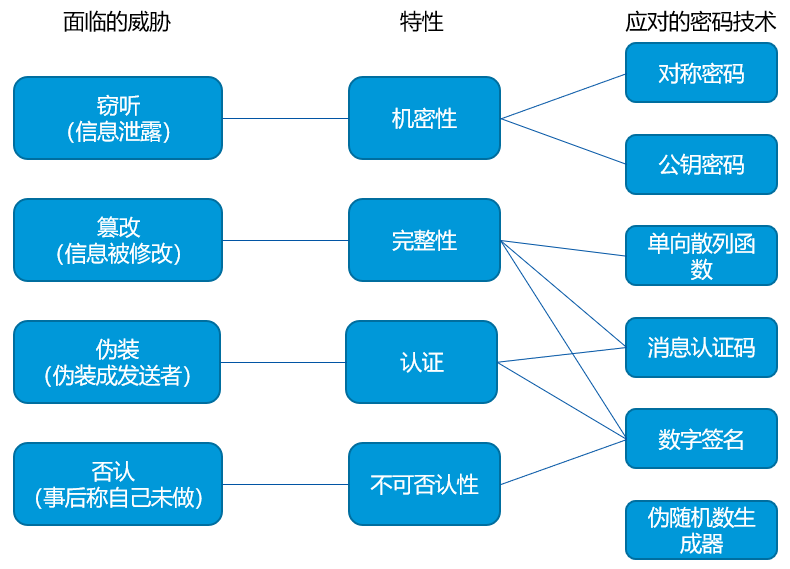 面临的威胁
特性
应对的密码技术
窃听
（信息泄露）
机密性
对称密码
公钥密码
篡改
（信息被修改）
完整性
单向散列函
数
伪装
（伪装成发送者）
认证
消息认证码
数字签名
否认
（事后称自己未做）
不可否认性
伪随机数生
成器